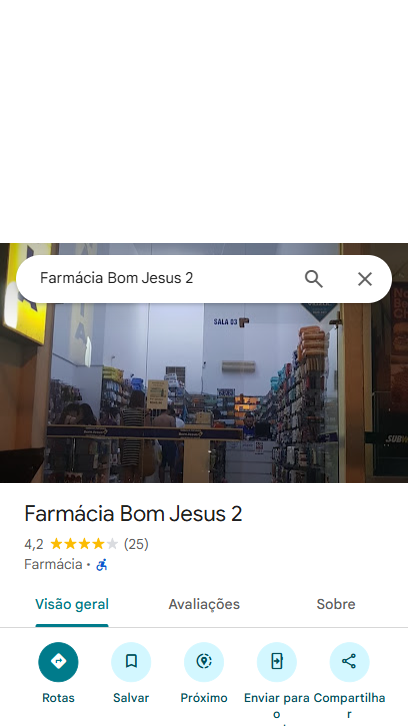 Farmácia Bom Jesus 2
SALA 03
SUBW
Farmácia Bom Jesus 2
4,2 (25)
Farmácia •
Visão geral Avaliações Sobre
Rotas Salvar Próximo Enviar para o Compartilhar